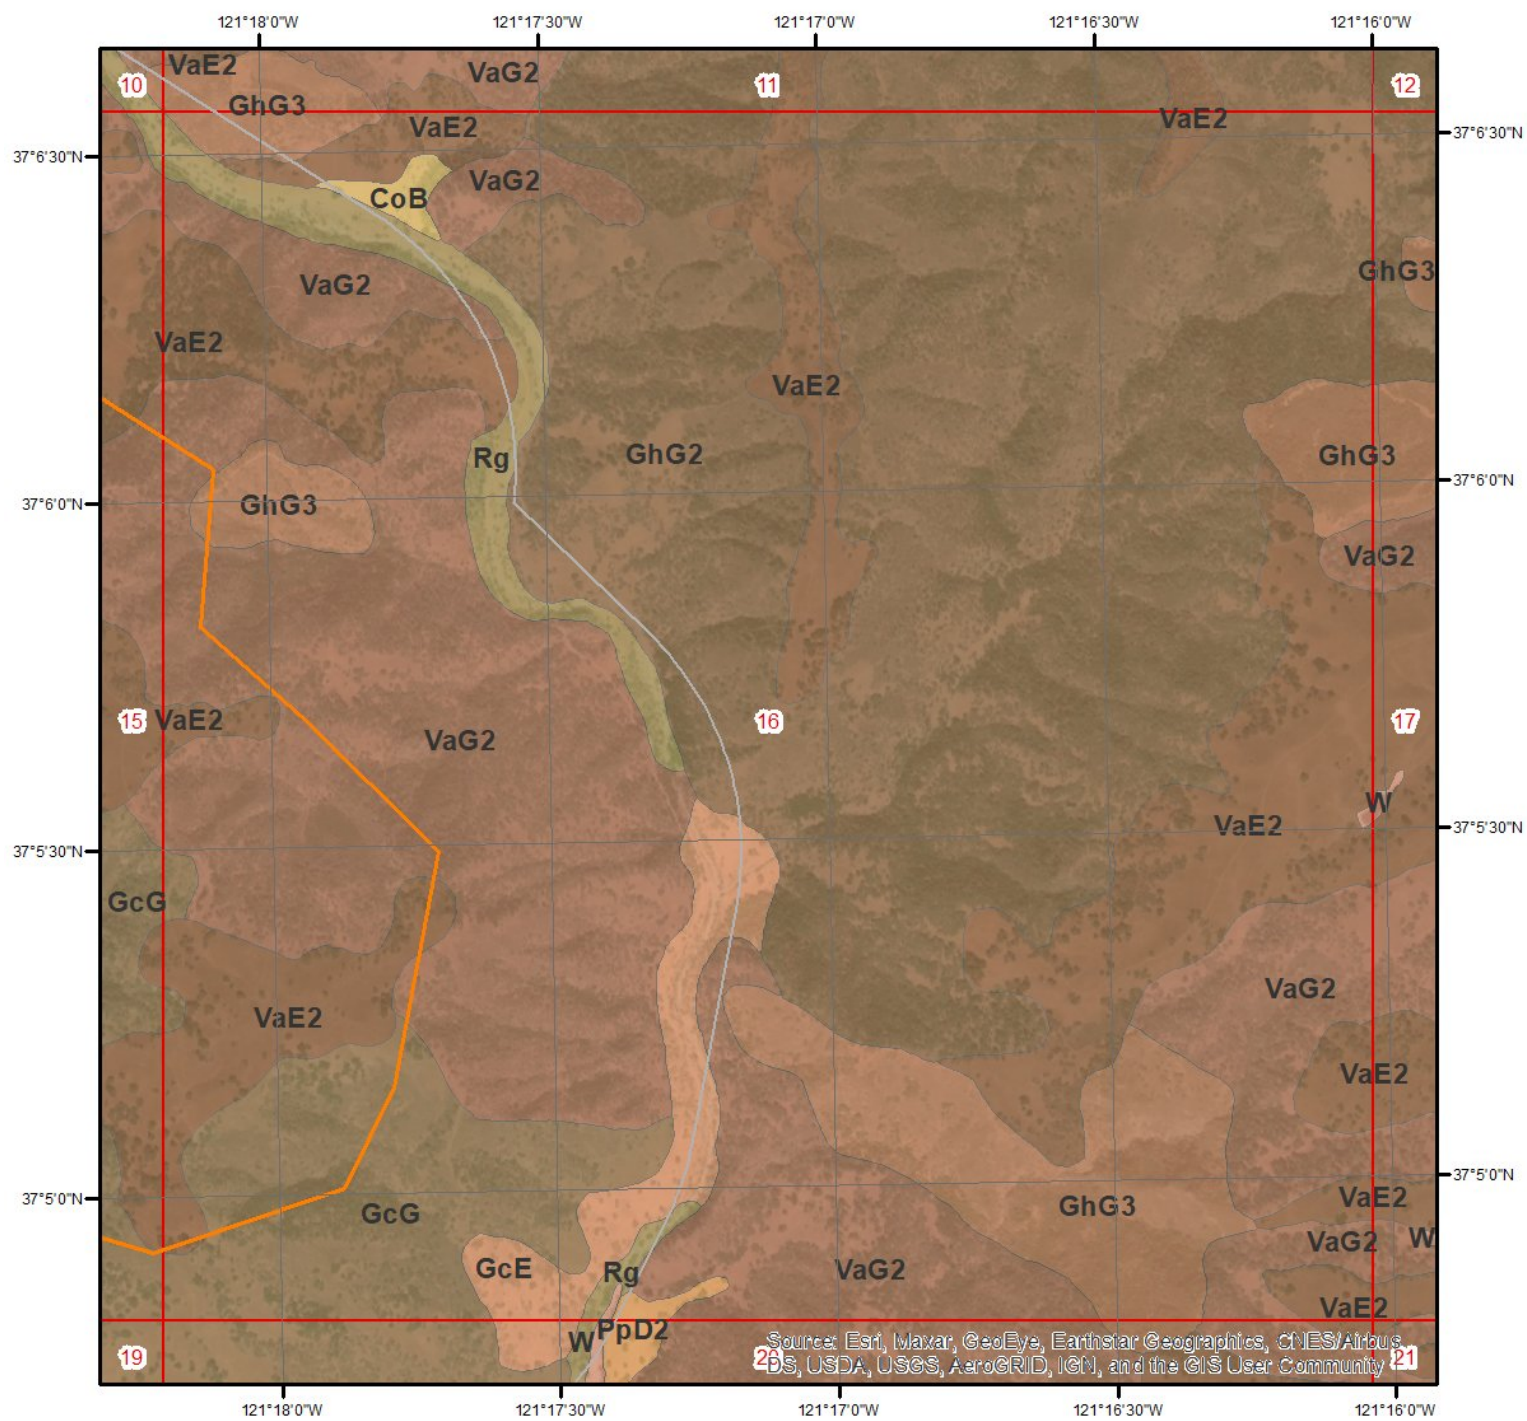 121°18'0"W 121°17'30"W 121°17'0"W 121°16'30"W 121°16'0"W
VaE2 VaG2
10 11 12
GhG3
VaE2 VaE2
37°6'30"N 37°6'30"N
VaG2
CoB
GhG3
VaG2
VaE2
VaE2
Rg GhG2 GhG3
37°6'0"N 37°6'0"N
GhG3
VaG2
15 VaE2 16 17
VaG2
W
VaE2
37°5'30"N 37°5'30"N
GcG
VaG2
VaE2
VaE2
37°5'0"N 37°5'0"N
VaE2
GcG GhG3
VaG2 W
GcE Rg VaG2
VaE2
W PpD2
Source: Esri, Maxar, GeoEye, Earthstar Geographics, CNES/Airbus
19 20 DS, USDA, USGS, AeroGRID, IGN, and the GIS User Community 21
121°18'0"W 121°17'30"W 121°17'0"W 121°16'30"W 121°16'0"W